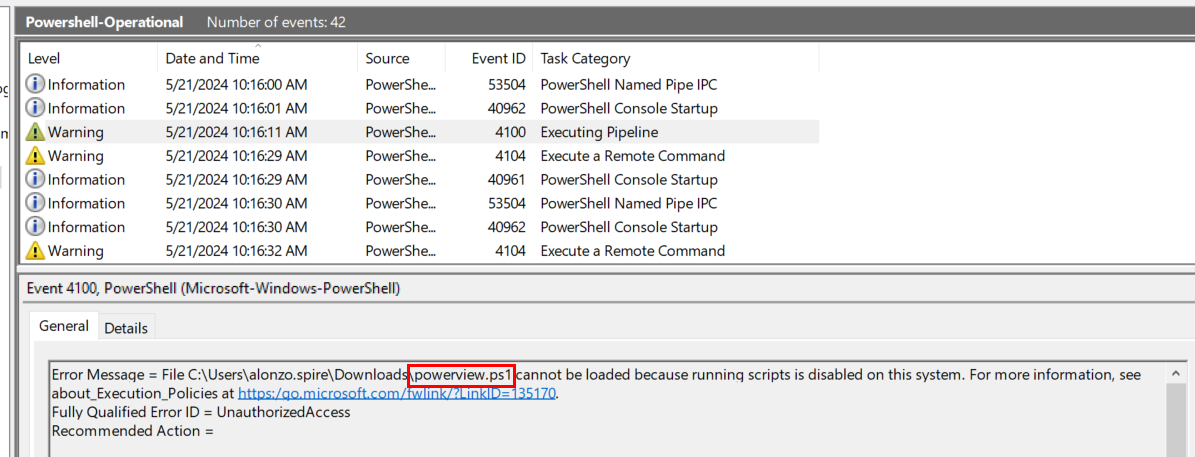 Powershell-Operational Number of events: 42
Level Date and Time Source Event ID Task Category
Information 5/21/2024 10:16:00 AM PowerShe... 53504 PowerShell Named Pipe IPC
Information 5/21/2024 10:16:01 AM PowerShe... 40962 PowerShell Console Startup
Warning 5/21/2024 10:16:11 AM PowerShe... 4100 Executing Pipeline
Warning 5/21/2024 10:16:29 AM PowerShe... 4104 Execute a Remote Command
Information 5/21/2024 10:16:29 AM PowerShe... 40961 PowerShell Console Startup
Information 5/21/2024 10:16:30 AM PowerShe... 53504 PowerShell Named Pipe IPC
Information 5/21/2024 10:16:30 AM PowerShe... 40962 PowerShell Console Startup
Warning 5/21/2024 10:16:32 AM PowerShe... 4104 Execute a Remote Command
Event 4100, PowerShell (Microsoft-Windows-PowerShell)
General Details
Error Message = File C:\Users\alonzo.spire\Downloads\powerview.ps1 cannot be loaded because running scripts is disabled on this system. For more information, see
about_Execution_Policies at https:/go.microsoft.com/fwlink/?LinkID=135170.
Fully Qualified Error ID = UnauthorizedAccess
Recommended Action =